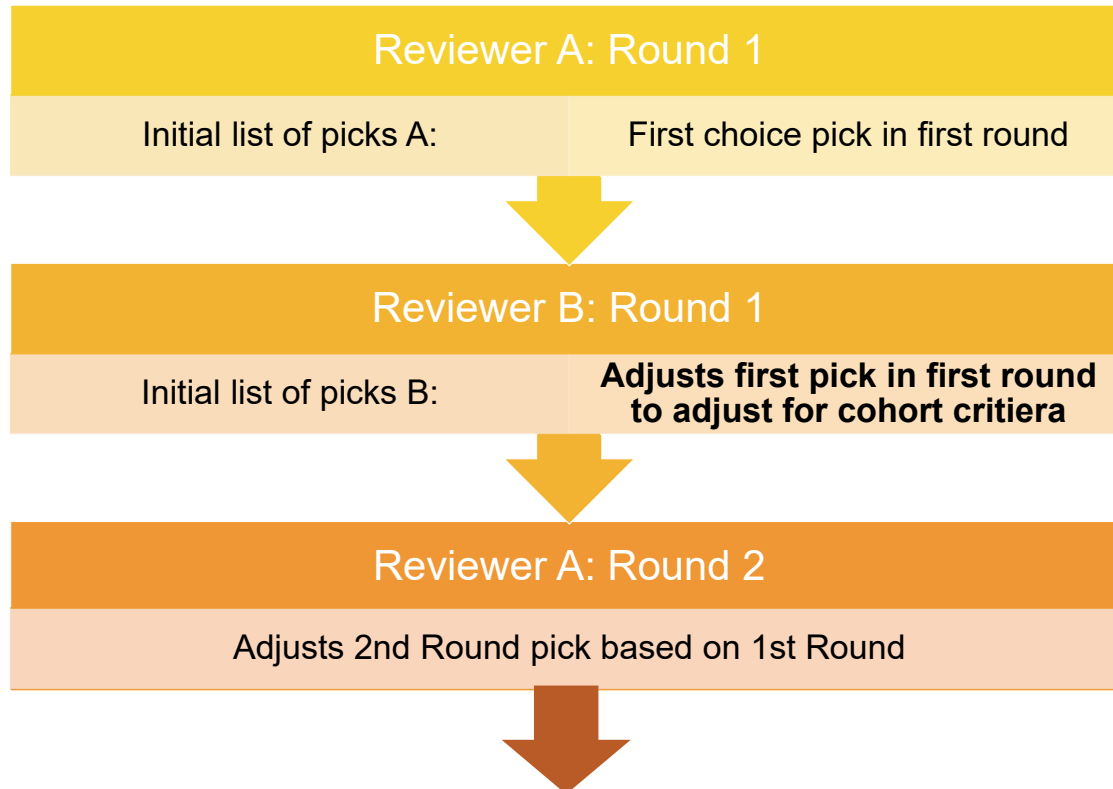 Reviewer A: Round 1
Initial list of picks A:
First choice pick in first round
Reviewer B: Round 1
Initial list of picks B:
Adjusts first pick in first round
to adjust for cohort critiera
Reviewer A: Round 2
Adjusts 2nd Round pick based on 1st Round